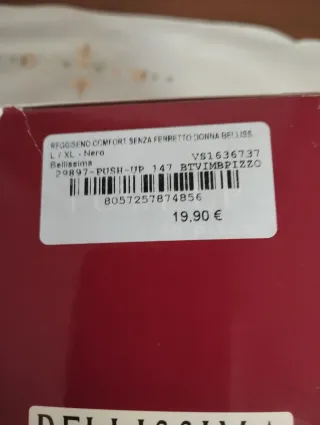 REGGISENO COMFORT SENZA FERRETTO DONNA BELLISS.
L / XL - Nero VS1636737
Bellissima
29897-PUSH-UP 147 BTVIMBPIZZO
8057257874856
19,90 €
BELLISSIMA